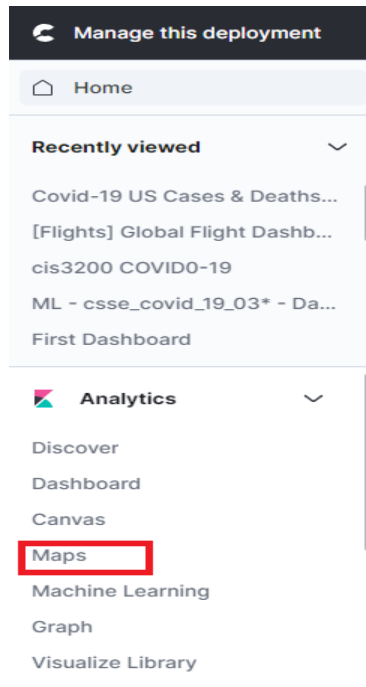 Manage this deployment
Home
Recently viewed
Covid-19 US Cases & Deaths...
[Flights] Global Flight Dashb...
cis3200 COVID0-19
ML - csse_covid_19_03* - Da...
First Dashboard
Analytics
Discover
Dashboard
Canvas
Maps
Machine Learning
Graph
Visualize Library